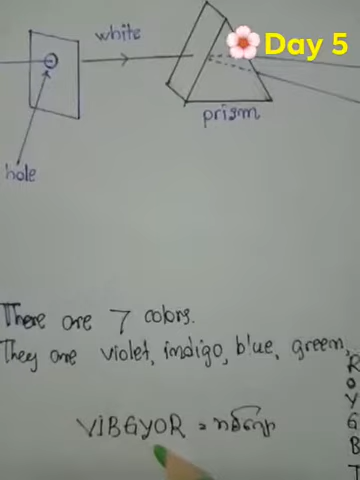 🌸 Day 5
white
prism
hole
There are 7 colors.
They are violet, indigo, blue, green,
R
O
Y
G
B
I
VIBGYOR =